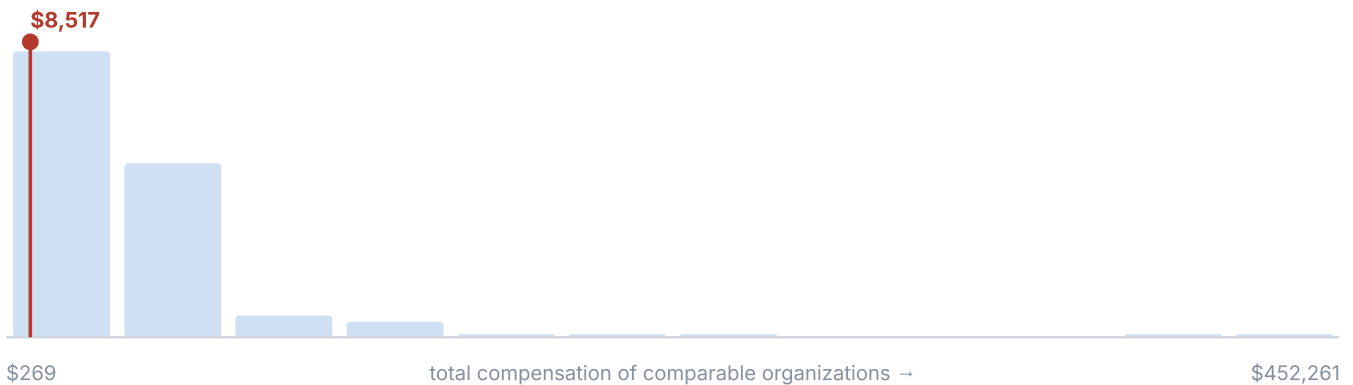 $8,517
$269 total compensation of comparable organizations → $452,261